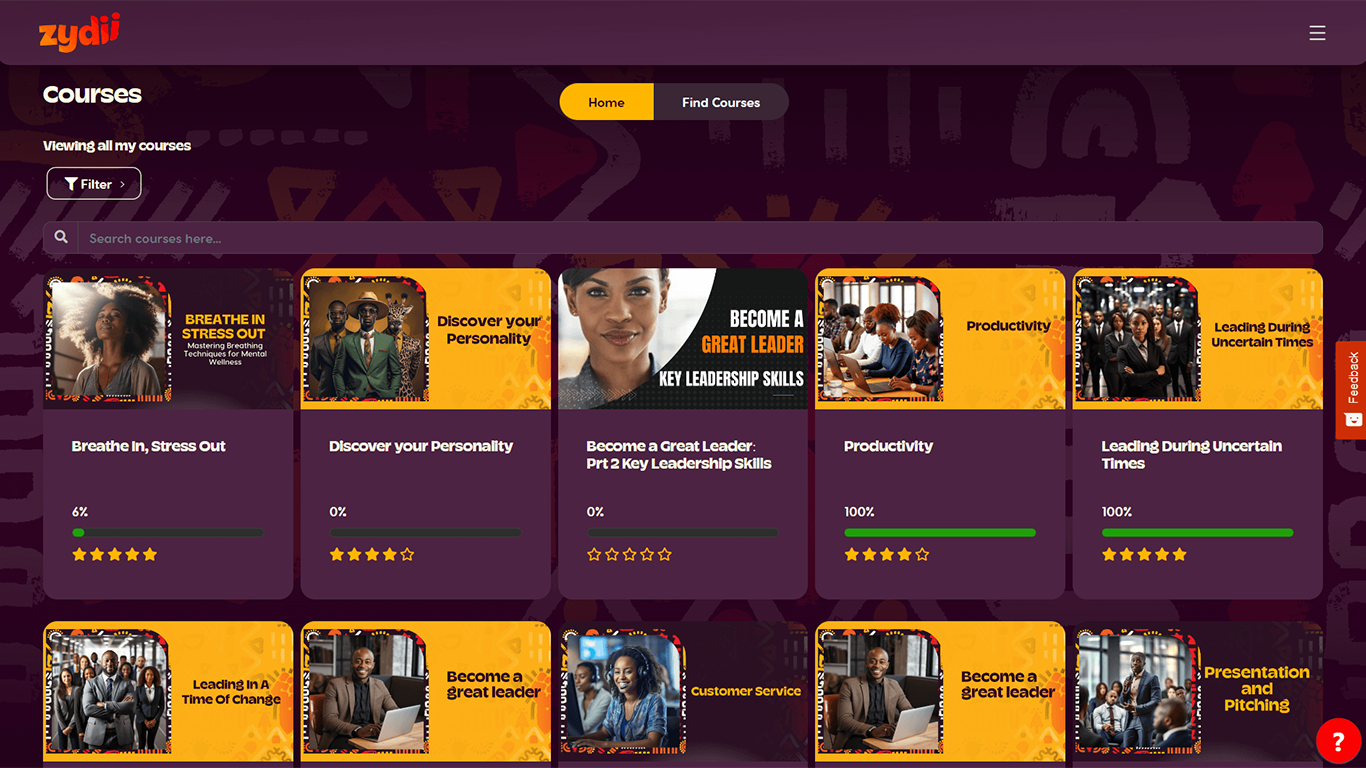 zydii
Courses
Home
Find Courses
Viewing all my courses
Filter
Search courses here...
BREATHE IN
STRESS OUT
Mastering Breathing
Techniques for Mental
Wellness
Discover your
Personality
BECOME A
GREAT LEADER
KEY LEADERSHIP SKILLS
Productivity
Leading During
Uncertain Times
Feedback
Breathe In, Stress Out
Discover your Personality
Become a Great Leader:
Prt 2 Key Leadership Skills
Productivity
Leading During Uncertain
Times
6%
0%
0%
100%
100%
Leading In A
Time Of Change
Become a
great leader
Customer Service
Become a
great leader
Presentation
and
Pitching
?